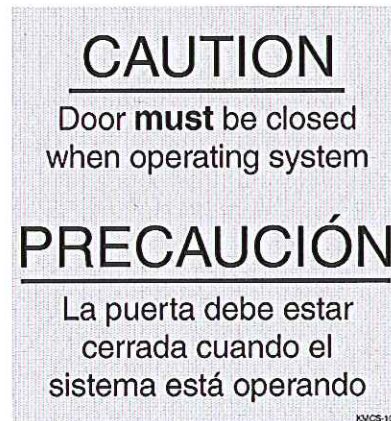 CAUTION
Door must be closed
when operating system
PRECAUCIÓN
La puerta debe estar
cerrada cuando el
sistema está operando